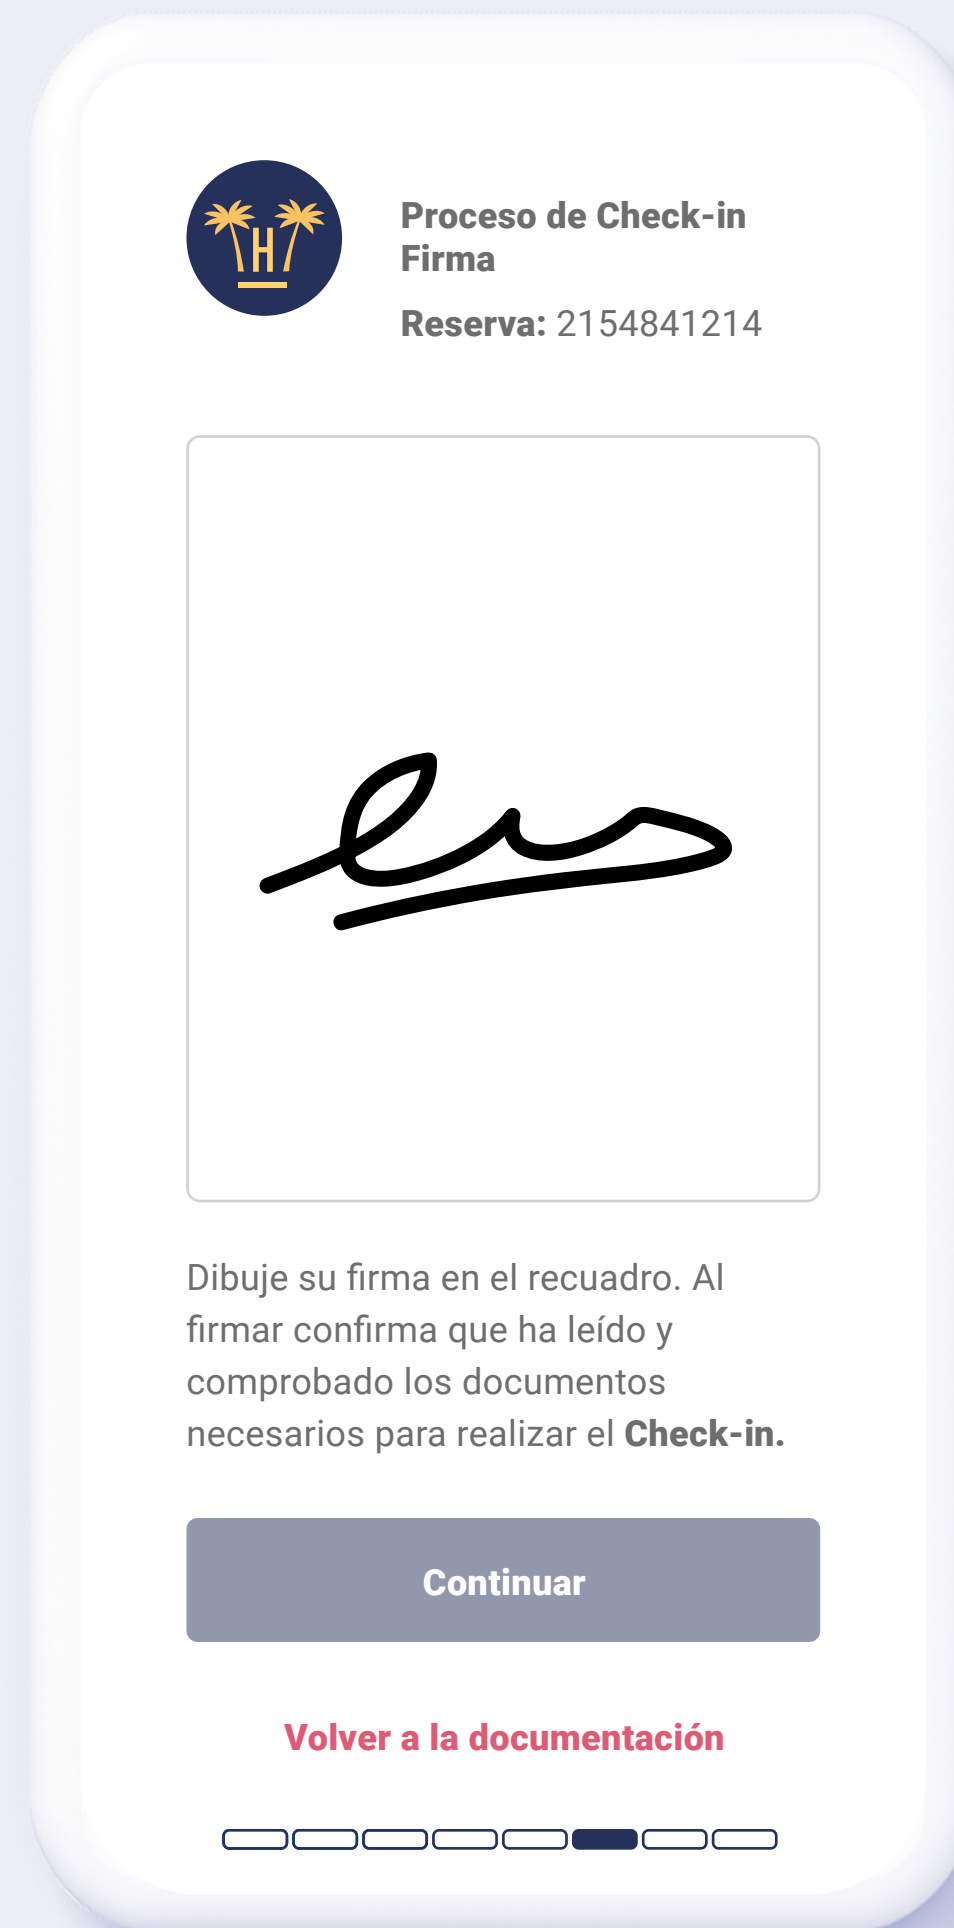 H
Proceso de Check-in
Firma
Reserva: 2154841214
Dibuje su firma en el recuadro. Al
firmar confirma que ha leído y
comprobado los documentos
necesarios para realizar el Check-in.
Continuar
Volver a la documentación